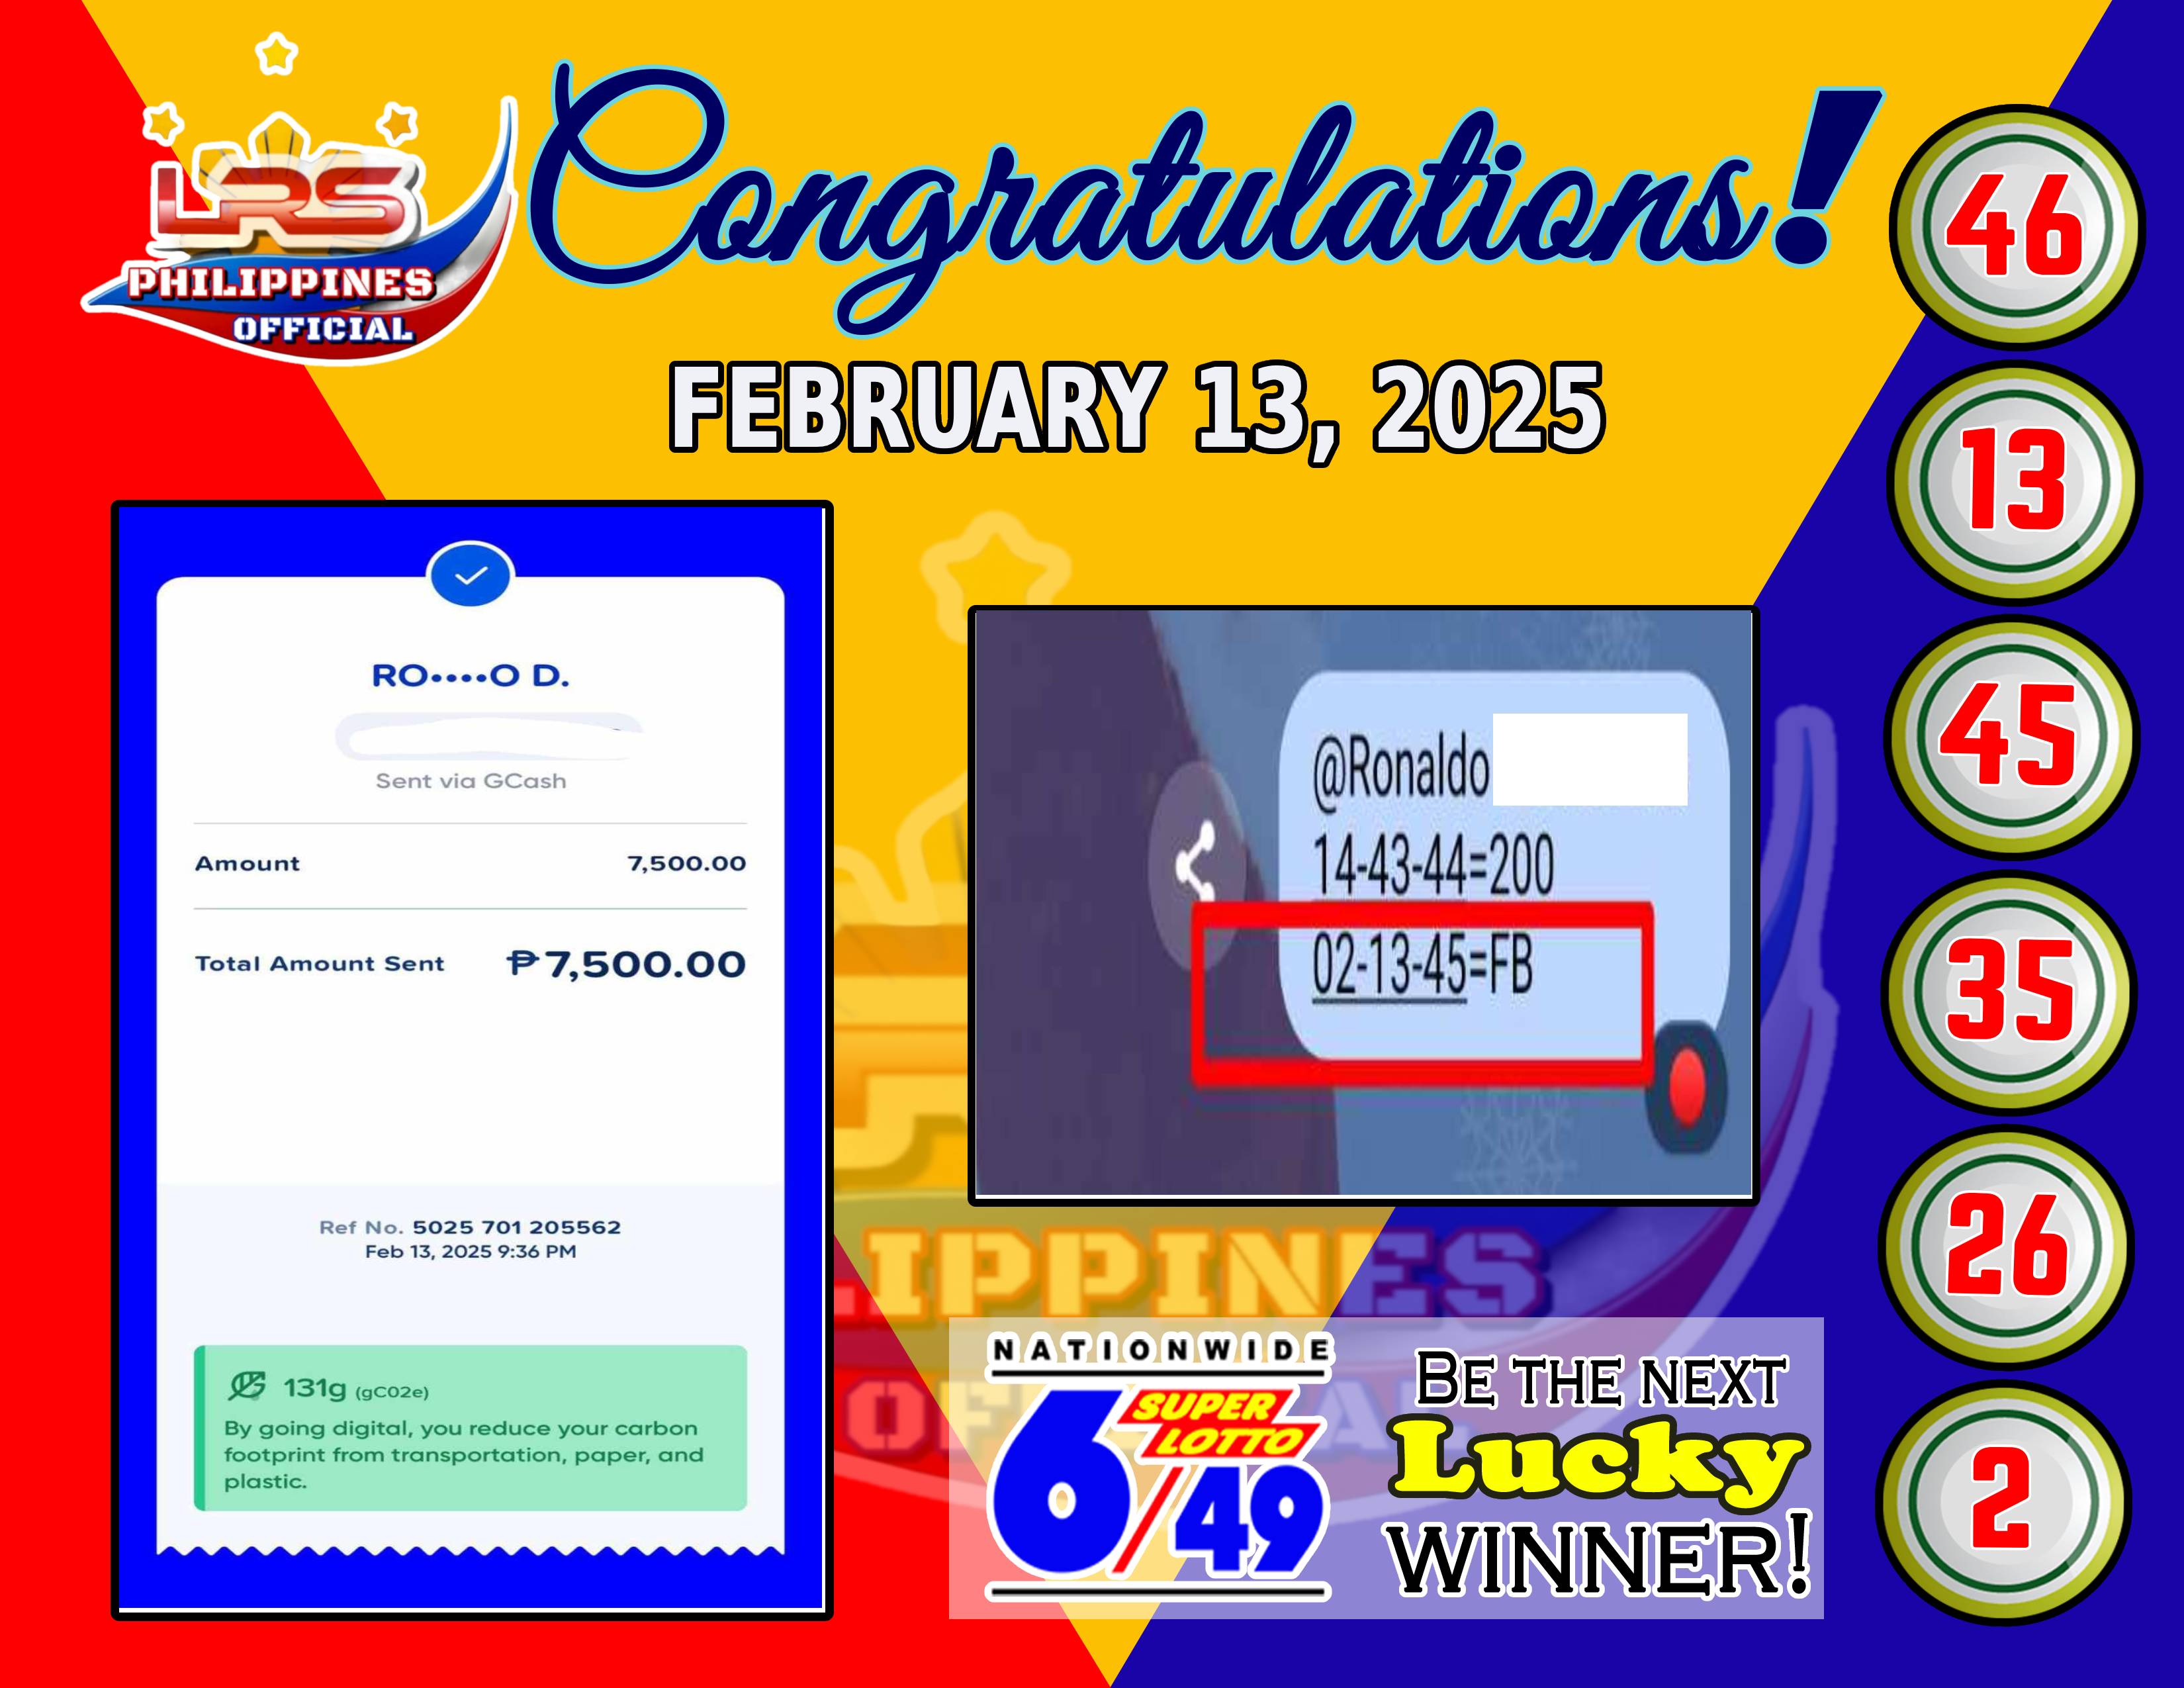 LRS
PHILIPPINES
OFFICIAL
Congratulations!
FEBRUARY 13, 2025
RO••••O D.
Sent via GCash
Amount 7,500.00
Total Amount Sent ₱7,500.00
Ref No. 5025 701 205562
Feb 13, 2025 9:36 PM
131g (gCO2e)
By going digital, you reduce your carbon
footprint from transportation, paper, and
plastic.
@Ronaldo
14-43-44=200
02-13-45=FB
LIPPINES
NATIONWIDE
SUPER
LOTTO
6/49
BE THE NEXT
Lucky
WINNER!
46
13
45
35
26
2